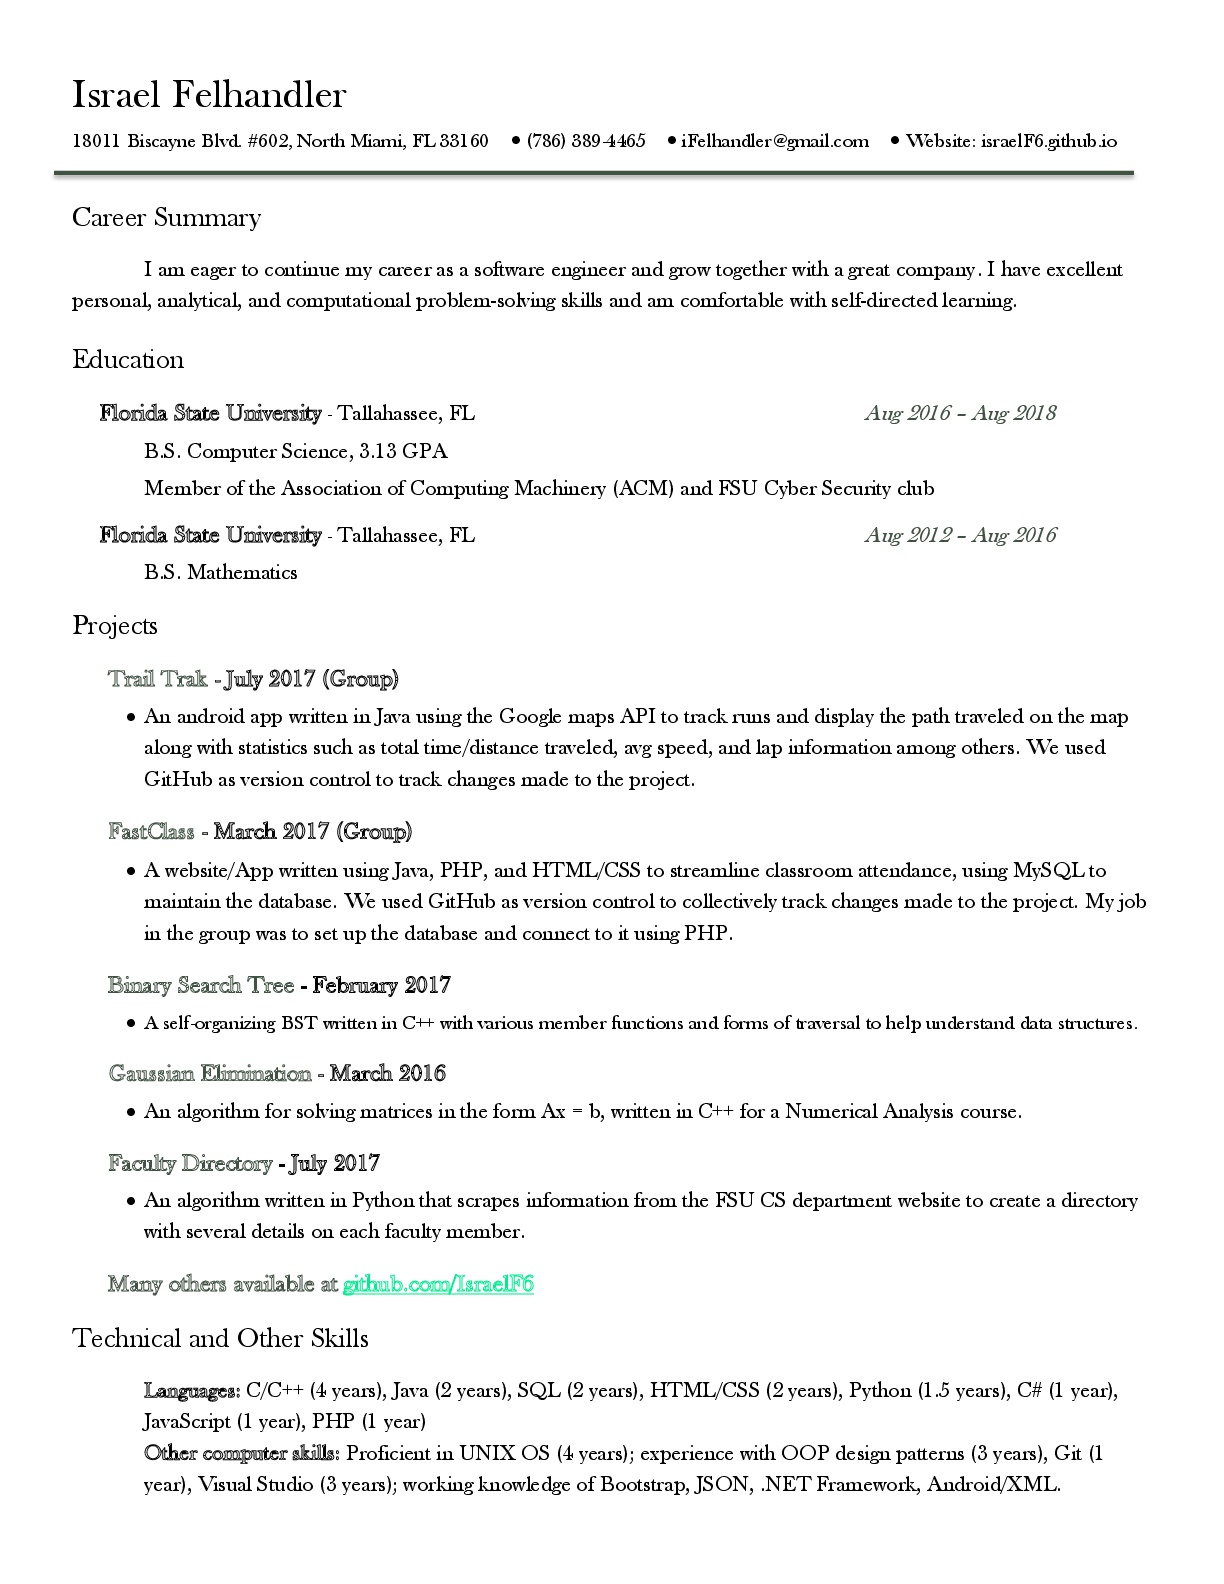 Israel Felhandler
18011 Biscayne Blvd. #602, North Miami, FL 33160 • (786) 389-4465 • iFelhandler@gmail.com • Website: israelF6.github.io
Career Summary
I am eager to continue my career as a software engineer and grow together with a great company. I have excellent
personal, analytical, and computational problem-solving skills and am comfortable with self-directed learning.
Education
Florida State University - Tallahassee, FL Aug 2016 – Aug 2018
B.S. Computer Science, 3.13 GPA
Member of the Association of Computing Machinery (ACM) and FSU Cyber Security club
Florida State University - Tallahassee, FL Aug 2012 – Aug 2016
B.S. Mathematics
Projects
Trail Trak - July 2017 (Group)
• An android app written in Java using the Google maps API to track runs and display the path traveled on the map
along with statistics such as total time/distance traveled, avg speed, and lap information among others. We used
GitHub as version control to track changes made to the project.
FastClass - March 2017 (Group)
• A website/App written using Java, PHP, and HTML/CSS to streamline classroom attendance, using MySQL to
maintain the database. We used GitHub as version control to collectively track changes made to the project. My job
in the group was to set up the database and connect to it using PHP.
Binary Search Tree - February 2017
• A self-organizing BST written in C++ with various member functions and forms of traversal to help understand data structures.
Gaussian Elimination - March 2016
• An algorithm for solving matrices in the form Ax = b, written in C++ for a Numerical Analysis course.
Faculty Directory - July 2017
• An algorithm written in Python that scrapes information from the FSU CS department website to create a directory
with several details on each faculty member.
Many others available at github.com/IsraelF6
Technical and Other Skills
Languages: C/C++ (4 years), Java (2 years), SQL (2 years), HTML/CSS (2 years), Python (1.5 years), C# (1 year),
JavaScript (1 year), PHP (1 year)
Other computer skills: Proficient in UNIX OS (4 years); experience with OOP design patterns (3 years), Git (1
year), Visual Studio (3 years); working knowledge of Bootstrap, JSON, .NET Framework, Android/XML.